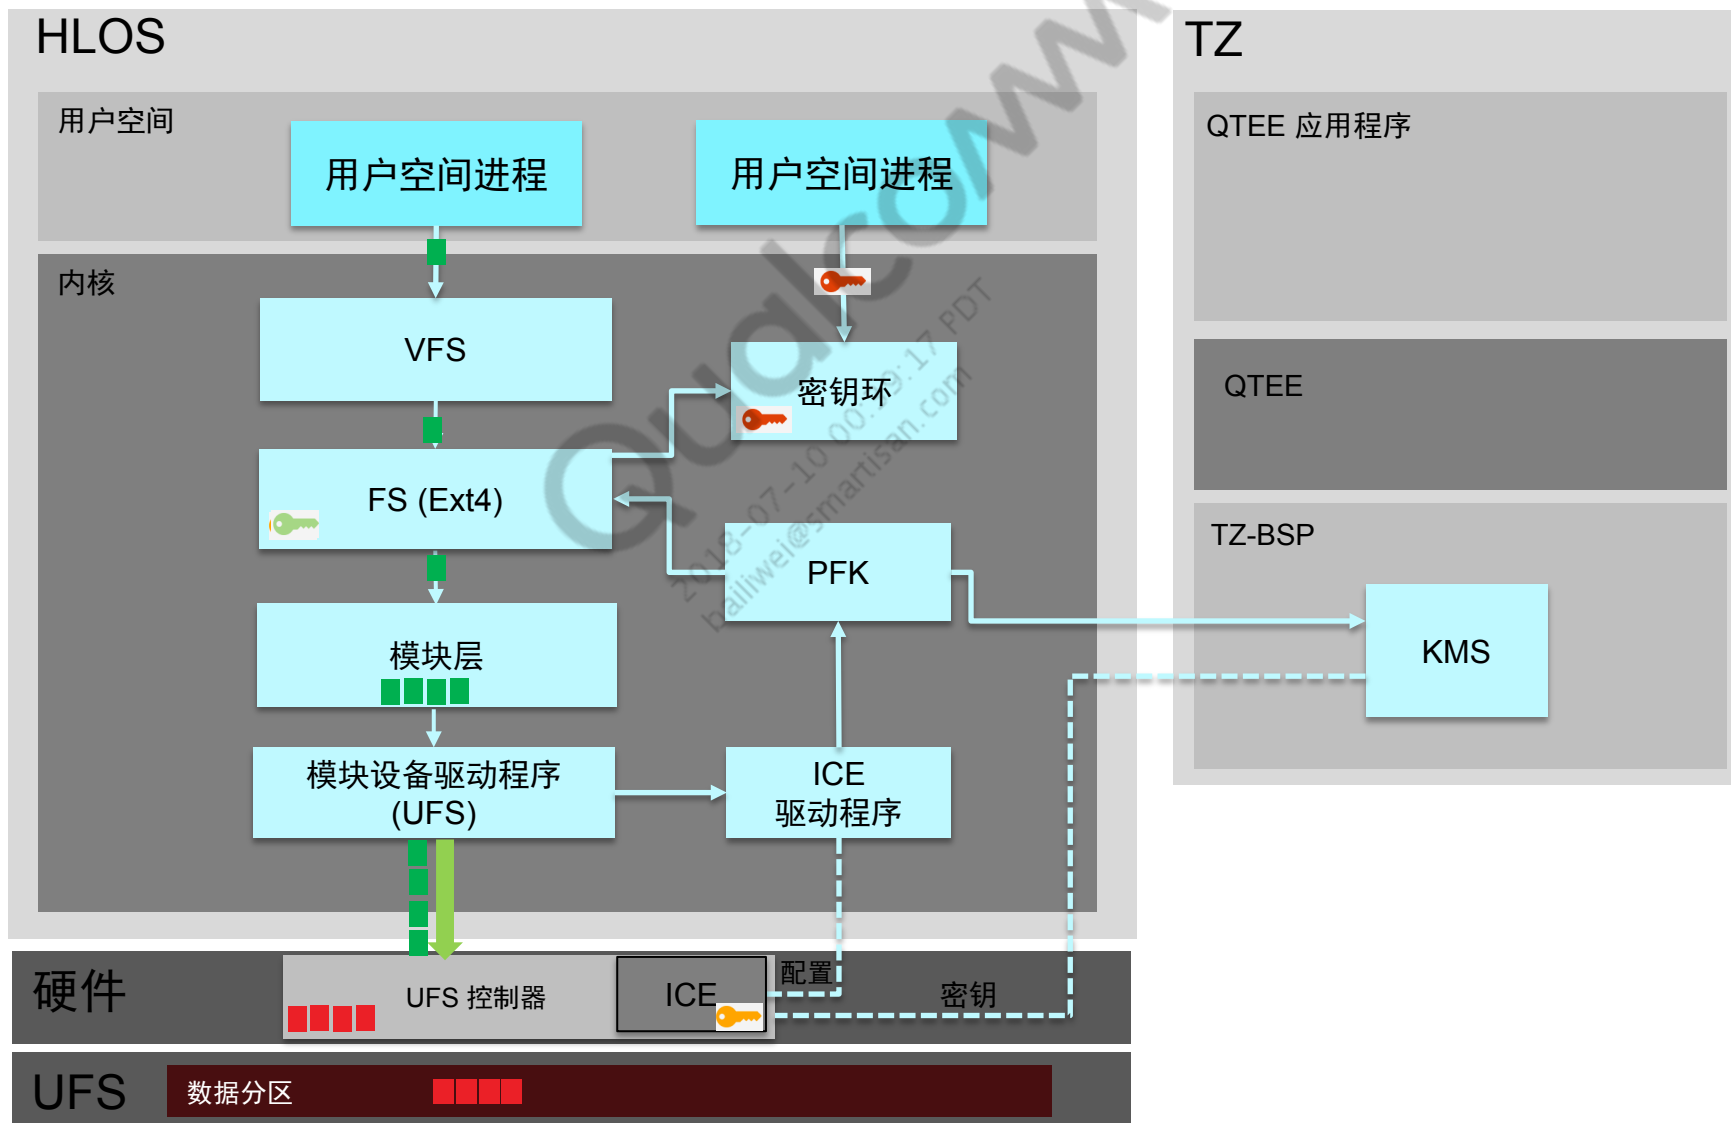 HLOS
用户空间
用户空间进程
用户空间进程
内核
VFS
密钥环
FS (Ext4)
PFK
模块层
模块设备驱动程序
(UFS)
ICE
驱动程序
TZ
QTEE 应用程序
QTEE
TZ-BSP
KMS
硬件
UFS 控制器
ICE
配置
密钥
UFS
数据分区
Qualcomm
2018-07-10 00:39:17 PDT
bailiwei@smartisan.com